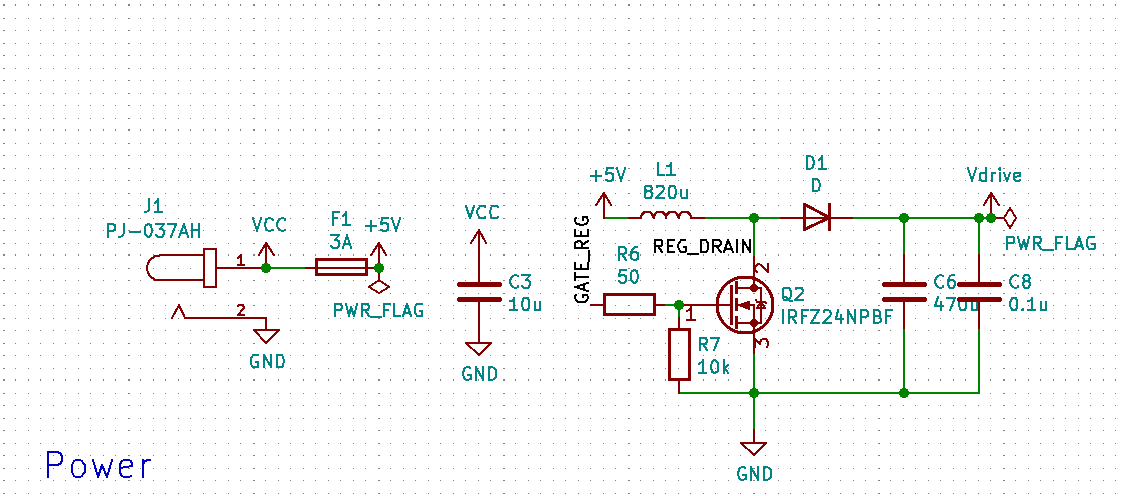 J1
PJ-037AH
1
2
VCC
GND
F1
3A
+5V
PWR_FLAG
VCC
C3
10u
GND
+5V
L1
820u
GATE_REG
R6
50
REG_DRAIN
1
2
3
Q2
IRFZ24NPBF
R7
10k
GND
D1
D
C6
470u
C8
0.1u
Vdrive
PWR_FLAG
Power